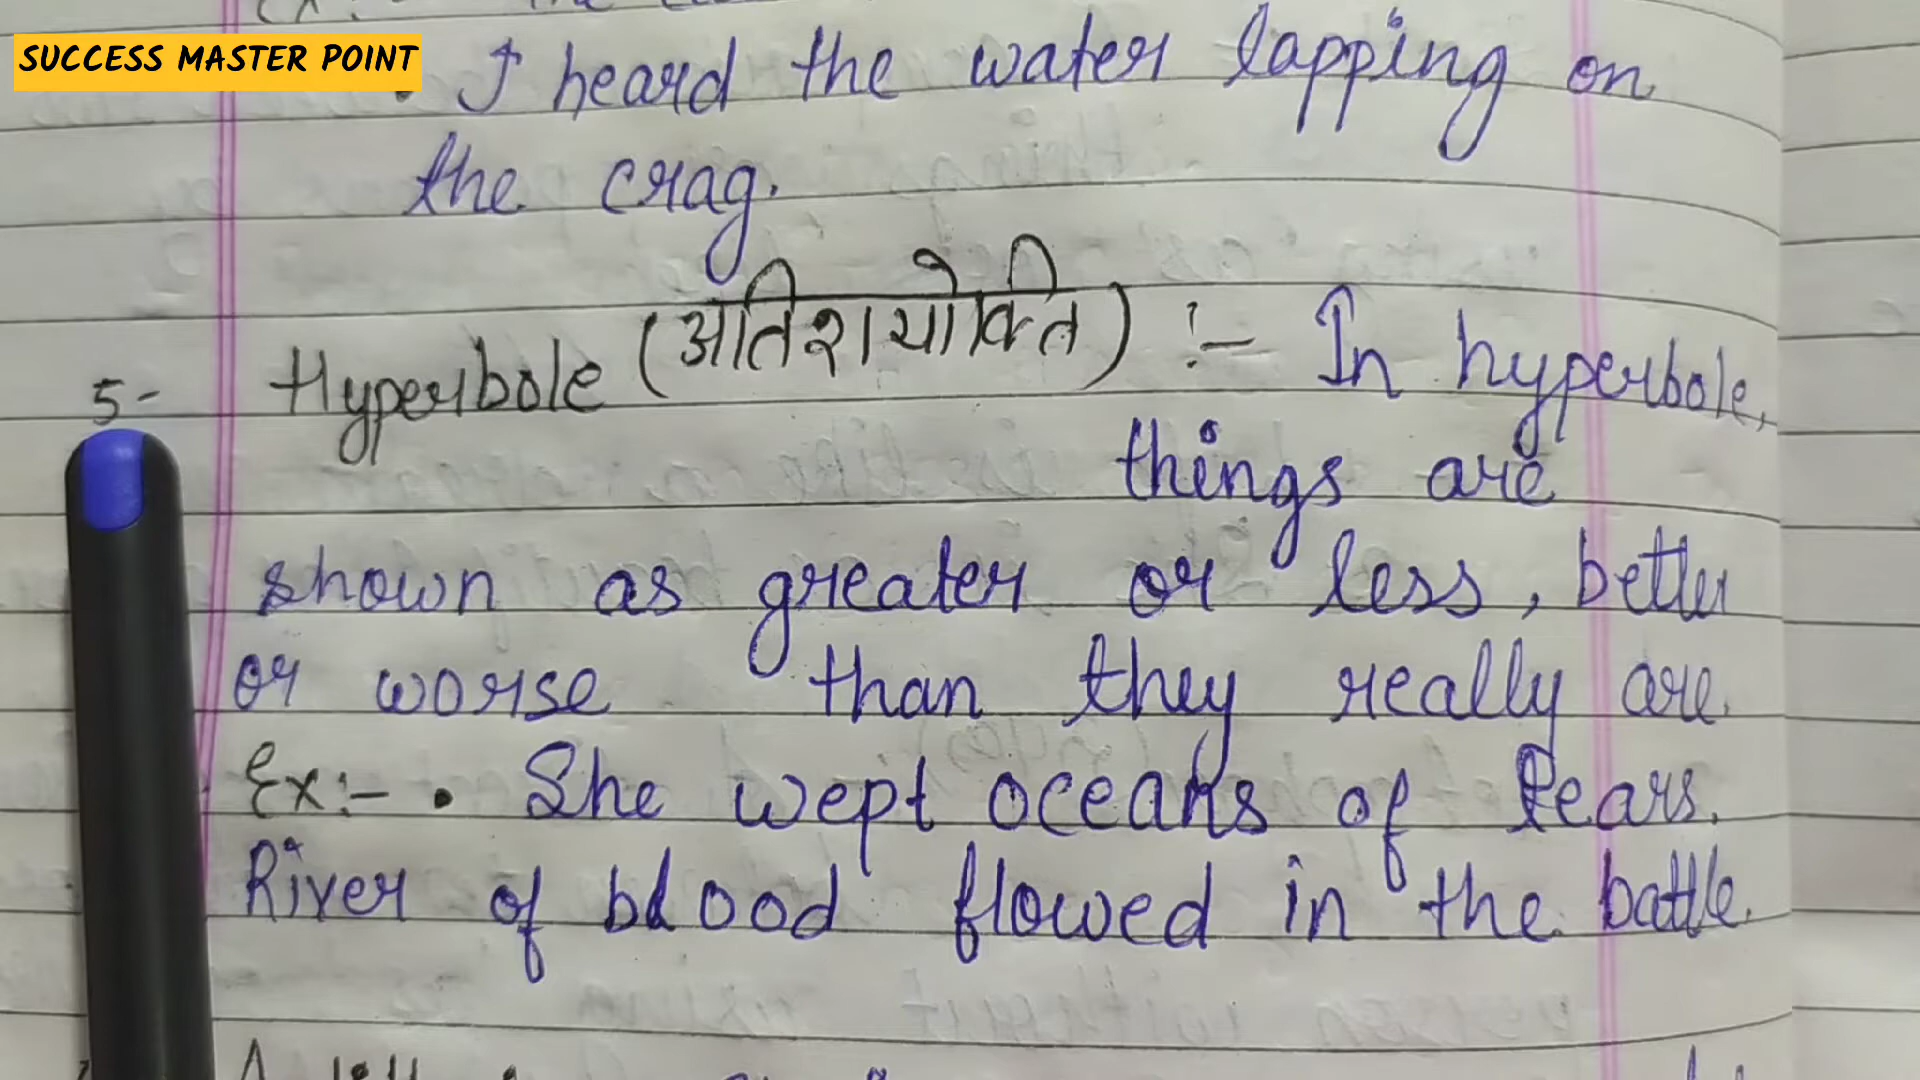 SUCCESS MASTER POINT
• I heard the water lapping on
the crag.
5- Hyperbole (अतिशयोक्ति) :- In hyperbole,
things are
shown as greater or less, better
or worse than they really are.
Ex:- • She wept oceans of tears.
River of blood flowed in the battle.